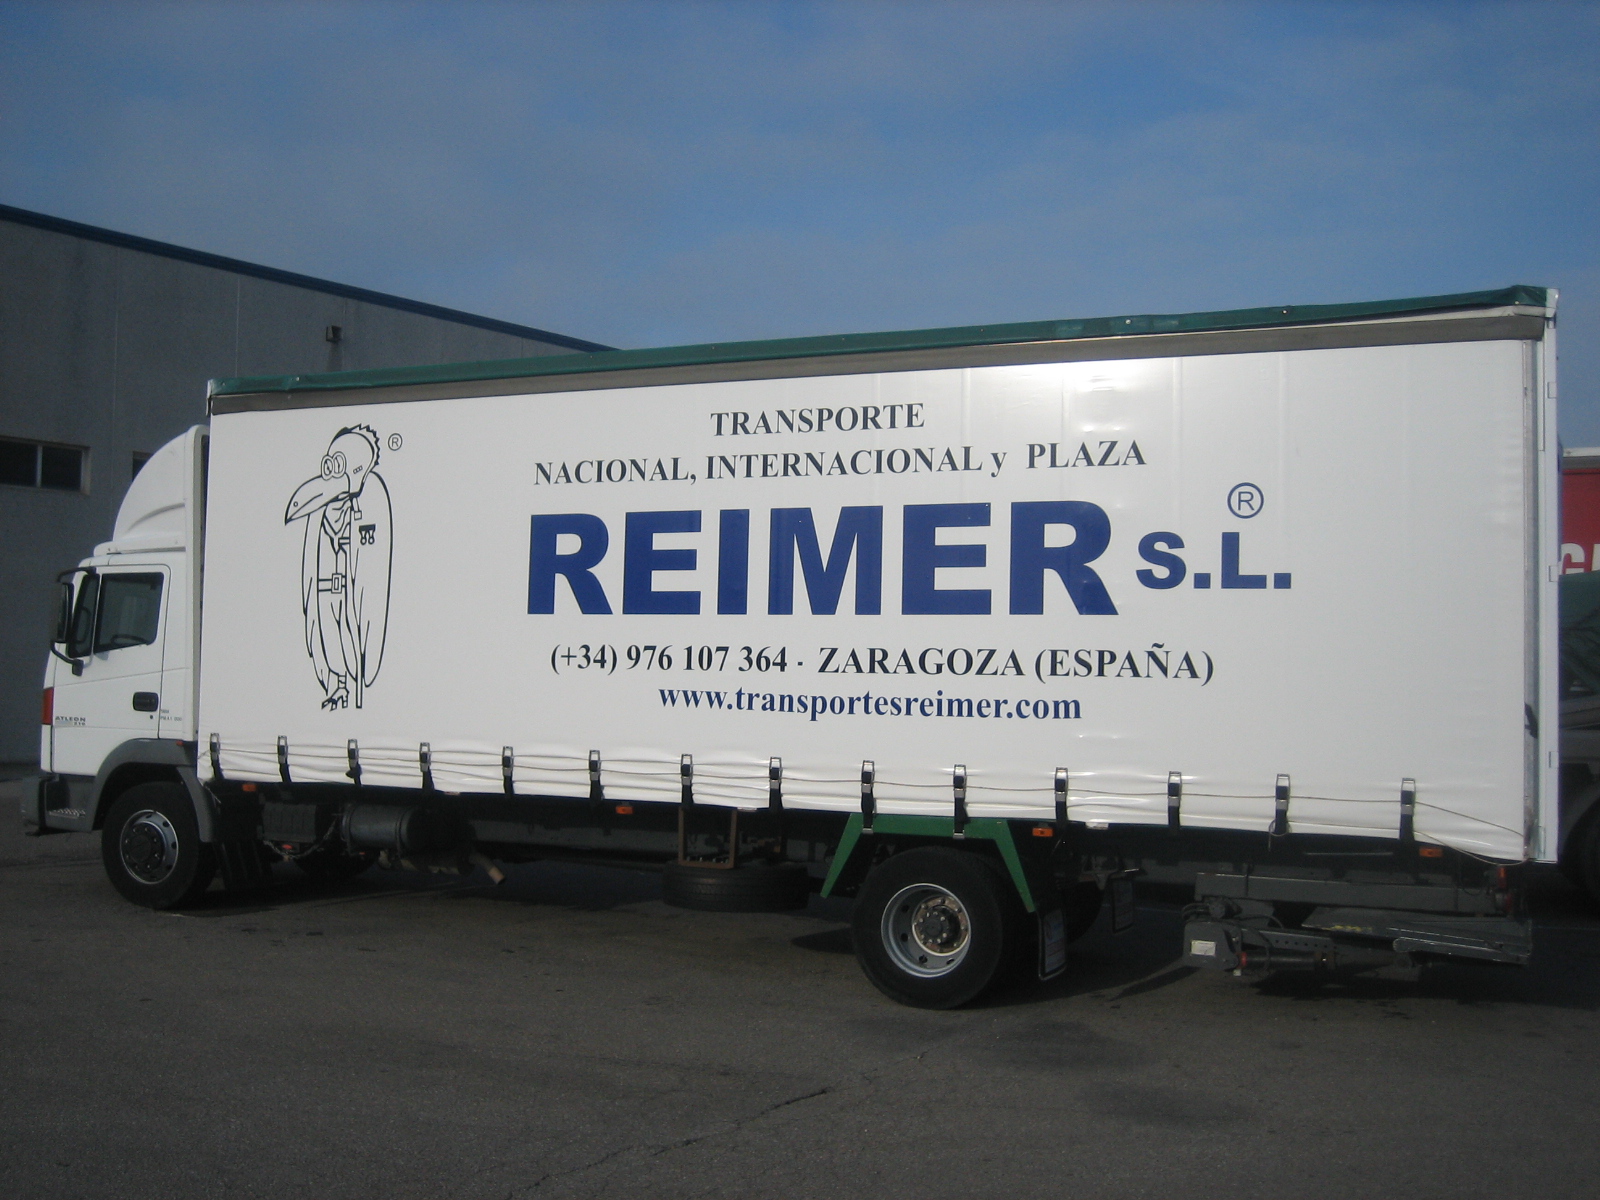 TRANSPORTE
NACIONAL, INTERNACIONAL y PLAZA
®
REIMER S.L.®
(+34) 976 107 364 · ZARAGOZA (ESPAÑA)
www.transportesreimer.com
ATLEON